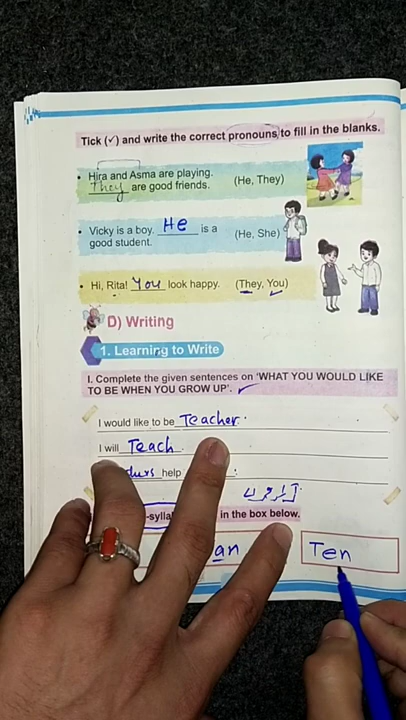 Tick (✓) and write the correct pronouns to fill in the blanks.
• Hira and Asma are playing.
They are good friends. (He, They)
• Vicky is a boy. He is a
good student. (He, She)
• Hi, Rita! You look happy. (They, You)
D) Writing
1. Learning to Write
I. Complete the given sentences on 'WHAT YOU WOULD LIKE
TO BE WHEN YOU GROW UP'.
I would like to be Teacher.
I will Teach
help
-sylla in the box below.
an Ten